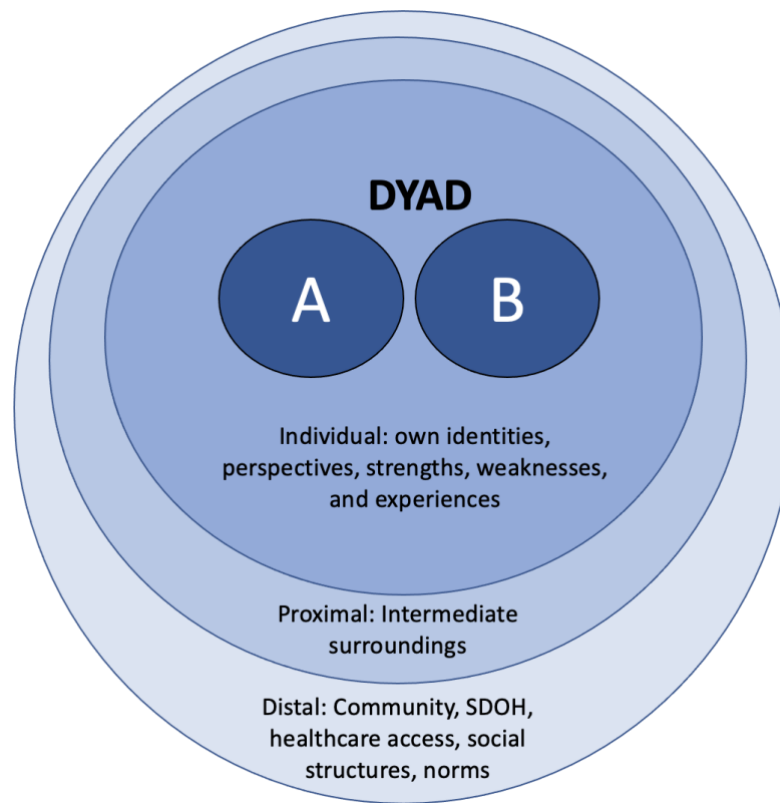 DYAD
A B
Individual: own identities,
perspectives, strengths, weaknesses,
and experiences
Proximal: Intermediate
surroundings
Distal: Community, SDOH,
healthcare access, social
structures, norms